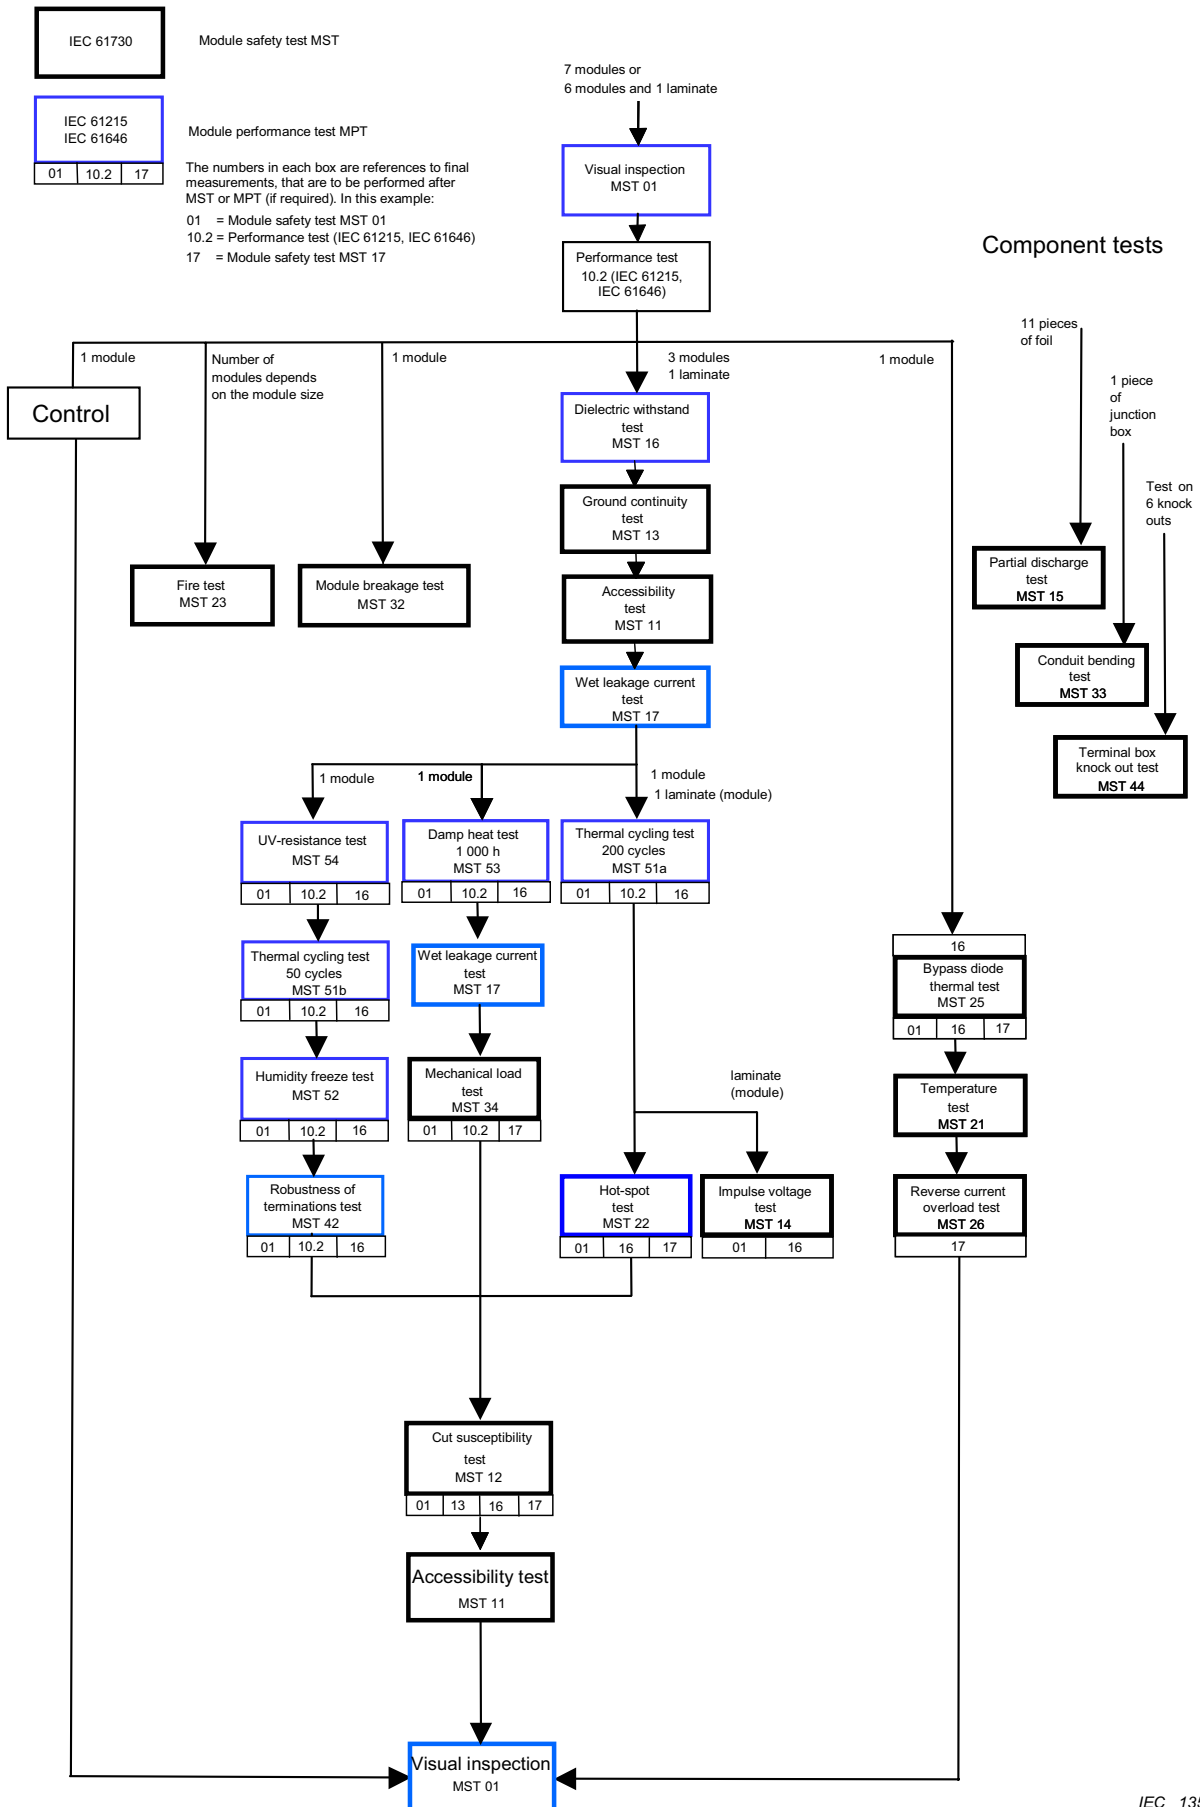 IEC 61730
Module safety test MST
IEC 61215
IEC 61646
01 10.2 17
Module performance test MPT
The numbers in each box are references to final
measurements, that are to be performed after
MST or MPT (if required). In this example:
01 = Module safety test MST 01
10.2 = Performance test (IEC 61215, IEC 61646)
17 = Module safety test MST 17
7 modules or
6 modules and 1 laminate
Visual inspection
MST 01
Performance test
10.2 (IEC 61215,
IEC 61646)
Component tests
1 module
Control
Number of
modules depends
on the module size
1 module
3 modules
1 laminate
1 module
11 pieces
of foil
1 piece
of
junction
box
Test on
6 knock
outs
Dielectric withstand
test
MST 16
Ground continuity
test
MST 13
Fire test
MST 23
Module breakage test
MST 32
Accessibility
test
MST 11
Wet leakage current
test
MST 17
Partial discharge
test
MST 15
Conduit bending
test
MST 33
Terminal box
knock out test
MST 44
1 module
1 module
1 module
1 laminate (module)
UV-resistance test
MST 54
01 10.2 16
Damp heat test
1 000 h
MST 53
01 10.2 16
Thermal cycling test
200 cycles
MST 51a
01 10.2 16
Thermal cycling test
50 cycles
MST 51b
01 10.2 16
Wet leakage current
test
MST 17
16
Bypass diode
thermal test
MST 25
01 16 17
Humidity freeze test
MST 52
01 10.2 16
Mechanical load
test
MST 34
01 10.2 17
laminate
(module)
Temperature
test
MST 21
Robustness of
terminations test
MST 42
01 10.2 16
Hot-spot
test
MST 22
01 16 17
Impulse voltage
test
MST 14
01 16
Reverse current
overload test
MST 26
17
Cut susceptibility
test
MST 12
01 13 16 17
Accessibility test
MST 11
Visual inspection
MST 01
IEC 135